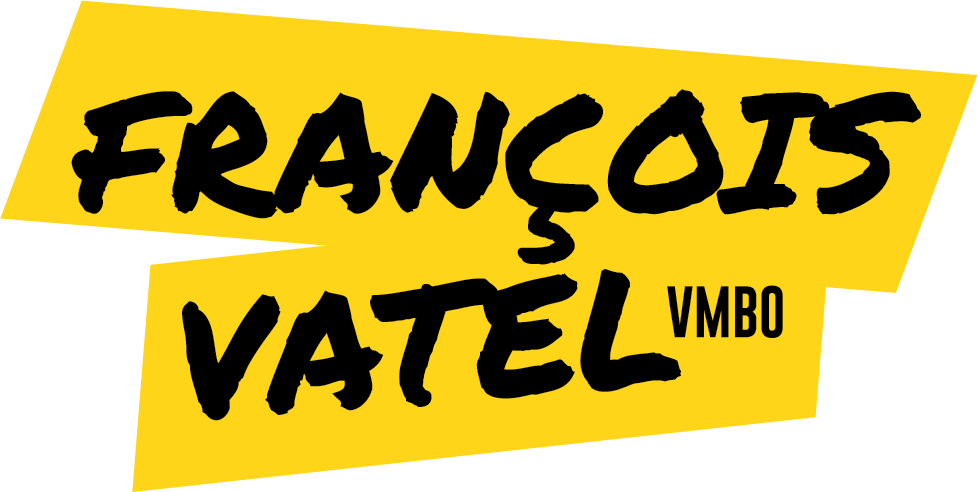 FRANÇOIS
VATEL VMBO